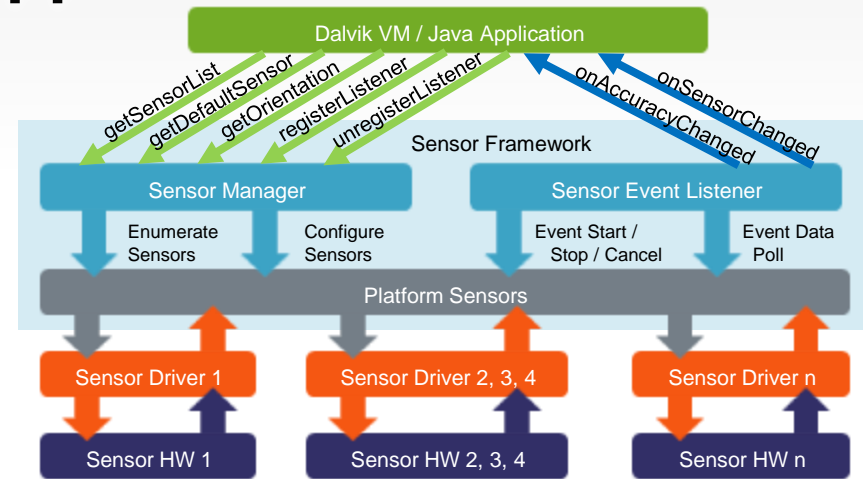 Dalvik VM / Java Application
getSensorList
getDefaultSensor
getOrientation
registerListener
unregisterListener
onAccuracyChanged
onSensorChanged
Sensor Framework
Sensor Manager
Sensor Event Listener
Enumerate
Sensors
Configure
Sensors
Event Start /
Stop / Cancel
Event Data
Poll
Platform Sensors
Sensor Driver 1
Sensor Driver 2, 3, 4
Sensor Driver n
Sensor HW 1
Sensor HW 2, 3, 4
Sensor HW n